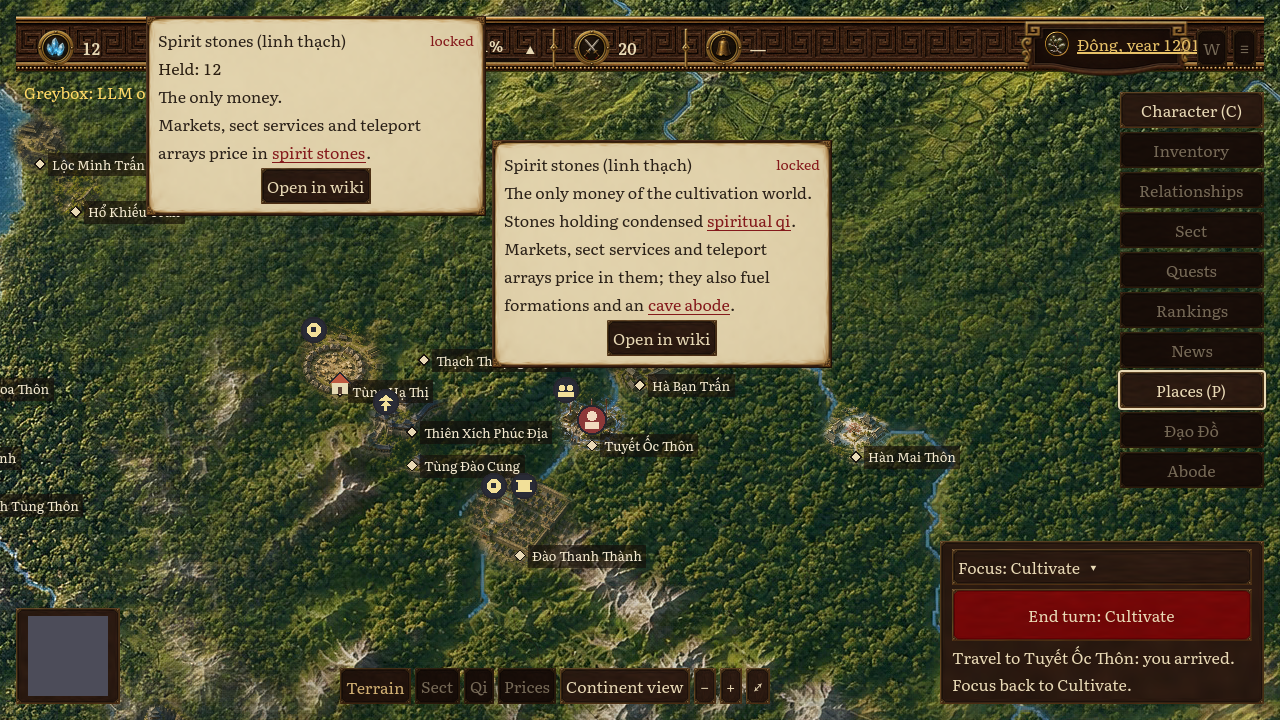 12
1%
▲
20
—
Đông, year 1201
W
≡
Greybox: LLM o
Spirit stones (linh thạch)
locked
Held: 12
The only money.
Markets, sect services and teleport
arrays price in spirit stones.
Open in wiki
Spirit stones (linh thạch)
locked
The only money of the cultivation world.
Stones holding condensed spiritual qi.
Markets, sect services and teleport
arrays price in them; they also fuel
formations and an cave abode.
Open in wiki
Character (C)
Inventory
Relationships
Sect
Quests
Rankings
News
Places (P)
Đạo Đồ
Abode
Lộc Minh Trấn
Hổ Khiếu Trấn
Thạch Th
Hà Bạn Trấn
oa Thôn
Tùng Hạ Thị
Thiên Xích Phúc Địa
Tuyết Ốc Thôn
Hàn Mai Thôn
nh
Tùng Đào Cung
h Tùng Thôn
Đào Thanh Thành
Focus: Cultivate ▾
End turn: Cultivate
Travel to Tuyết Ốc Thôn: you arrived.
Focus back to Cultivate.
Terrain
Sect
Qi
Prices
Continent view
−
+
⤢